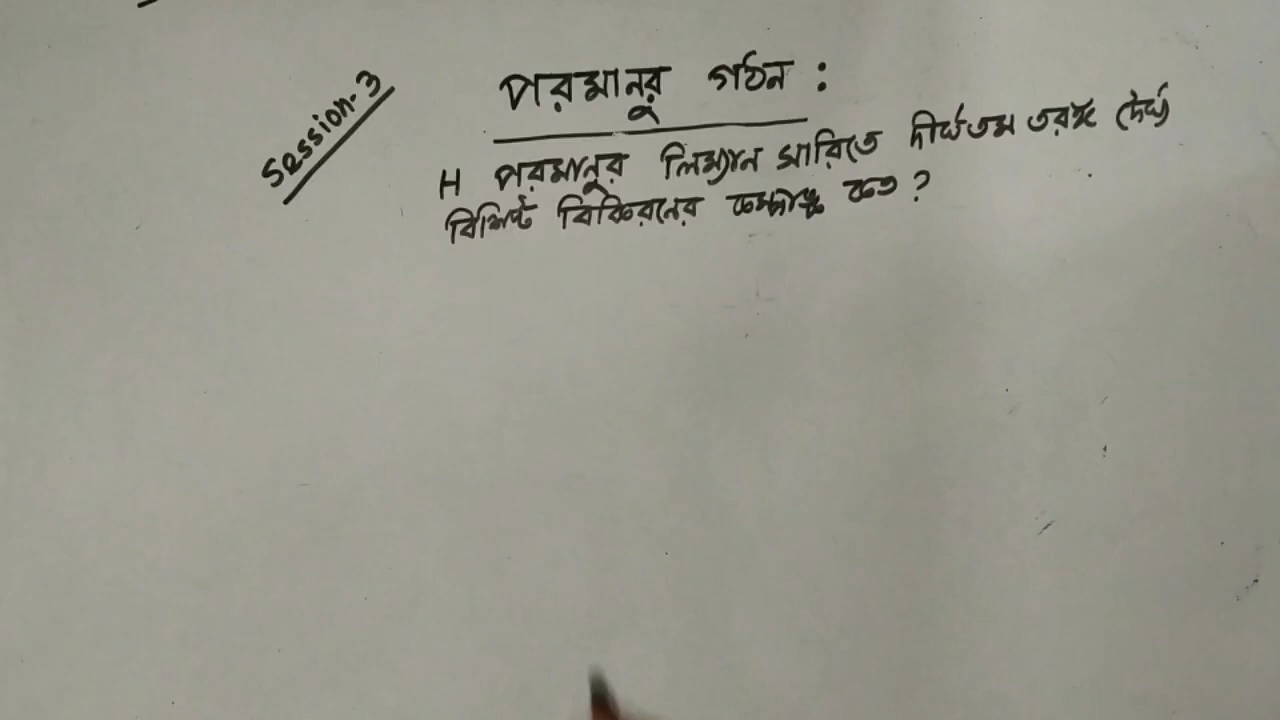 Session-3
পরমানুর গঠন :
H পরমানুর লিম্যান সারিতে দীর্ঘতম তরঙ্গ দৈর্ঘ্য
বিশিষ্ট বিকিরনের কম্পাঙ্ক কত ?